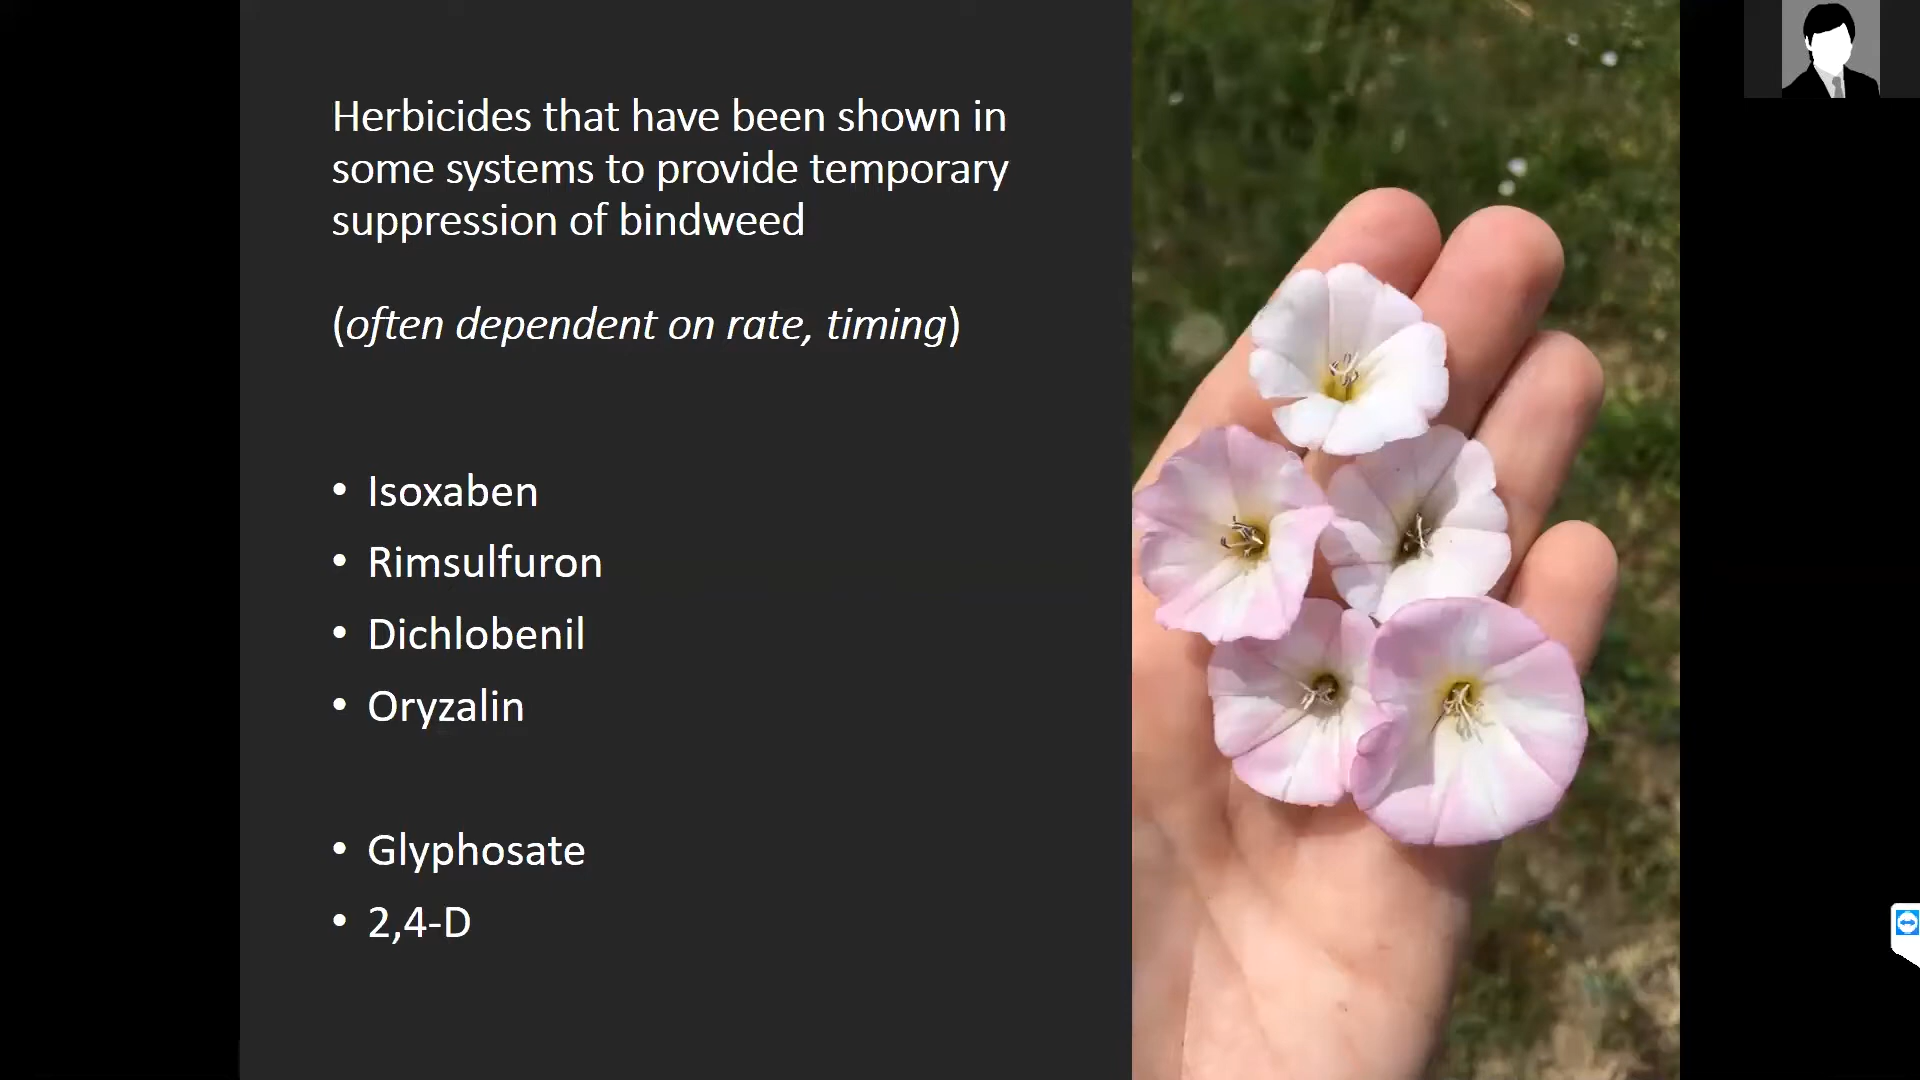 Herbicides that have been shown in
some systems to provide temporary
suppression of bindweed
(often dependent on rate, timing)
• Isoxaben
• Rimsulfuron
• Dichlobenil
• Oryzalin
• Glyphosate
• 2,4-D